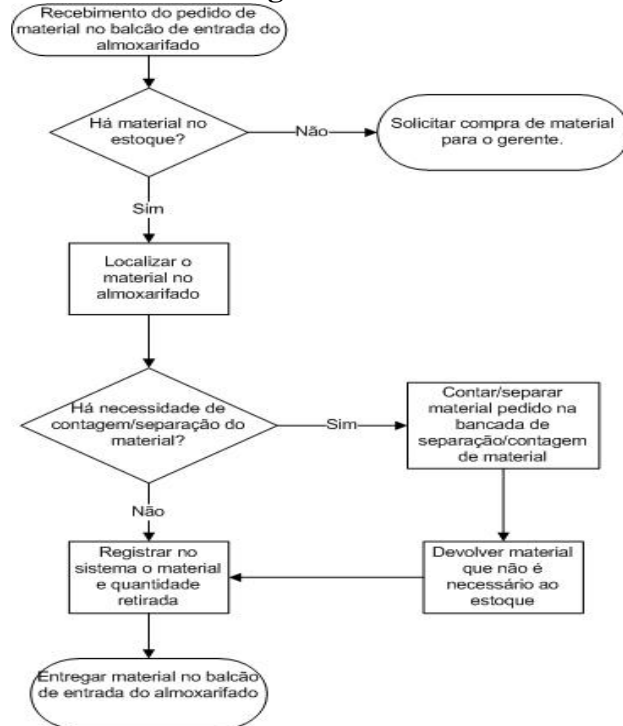 Recebimento do pedido de
material no balcão de entrada do
almoxarifado
Há material no
estoque?
Não
Solicitar compra de material
para o gerente.
Sim
Localizar o
material no
almoxarifado
Há necessidade de
contagem/separação do
material?
Sim
Contar/separar
material pedido na
bancada de
separação/contagem
de material
Não
Registrar no
sistema o material
e quantidade
retirada
Devolver material
que não é
necessário ao
estoque
Entregar material no balcão
de entrada do almoxarifado